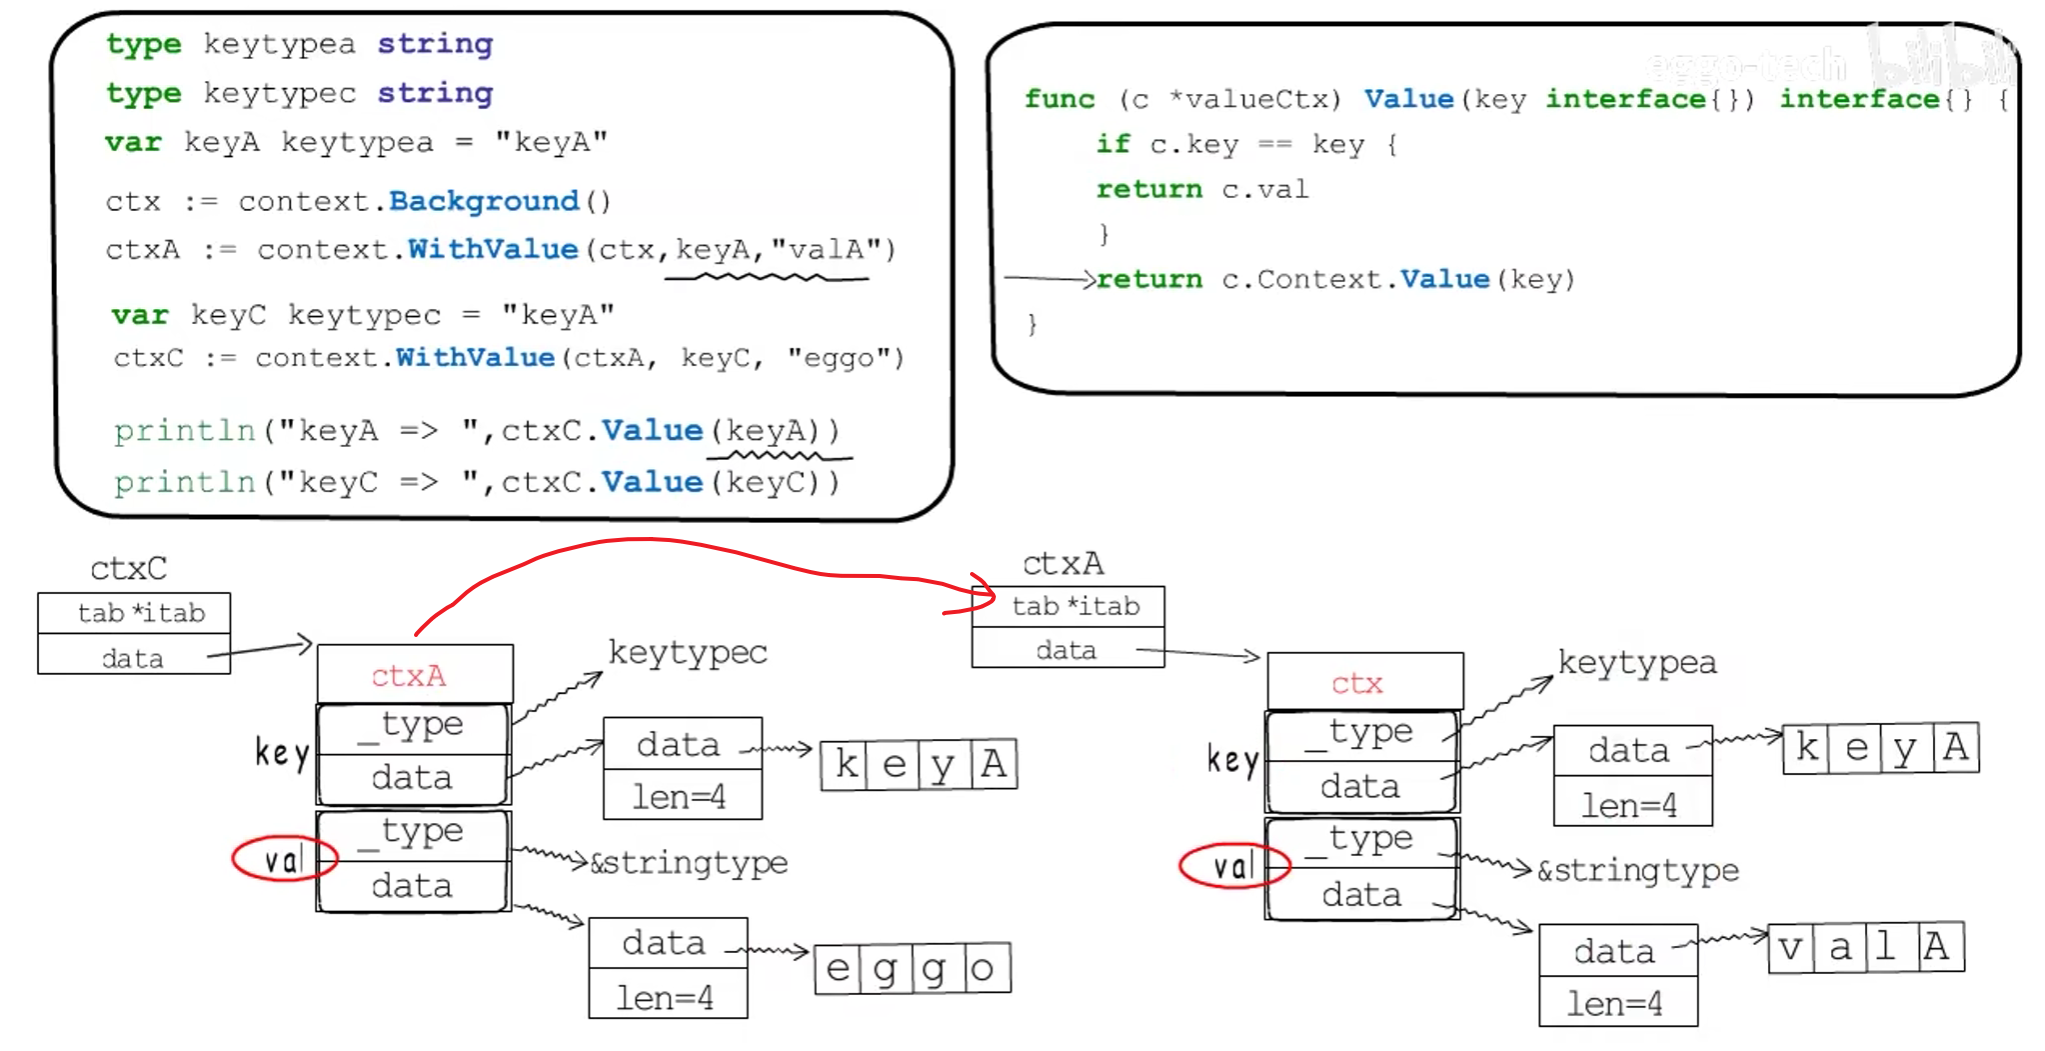 type keytypea string
type keytypec string
var keyA keytypea = "keyA"
ctx := context.Background()
ctxA := context.WithValue(ctx,keyA,"valA")
var keyC keytypec = "keyA"
ctxC := context.WithValue(ctxA, keyC, "eggo")
println("keyA => ",ctxC.Value(keyA))
println("keyC => ",ctxC.Value(keyC))
eggo-tech bilibili
func (c *valueCtx) Value(key interface{}) interface{} {
if c.key == key {
return c.val
}
return c.Context.Value(key)
}
ctxC
tab *itab
data
ctxA
key
_type
data
keytypec
data
len=4
k e y A
val
_type
data
&stringtype
data
len=4
e g g o
ctxA
tab *itab
data
ctx
key
_type
data
keytypea
data
len=4
k e y A
val
_type
data
&stringtype
data
len=4
v a l A